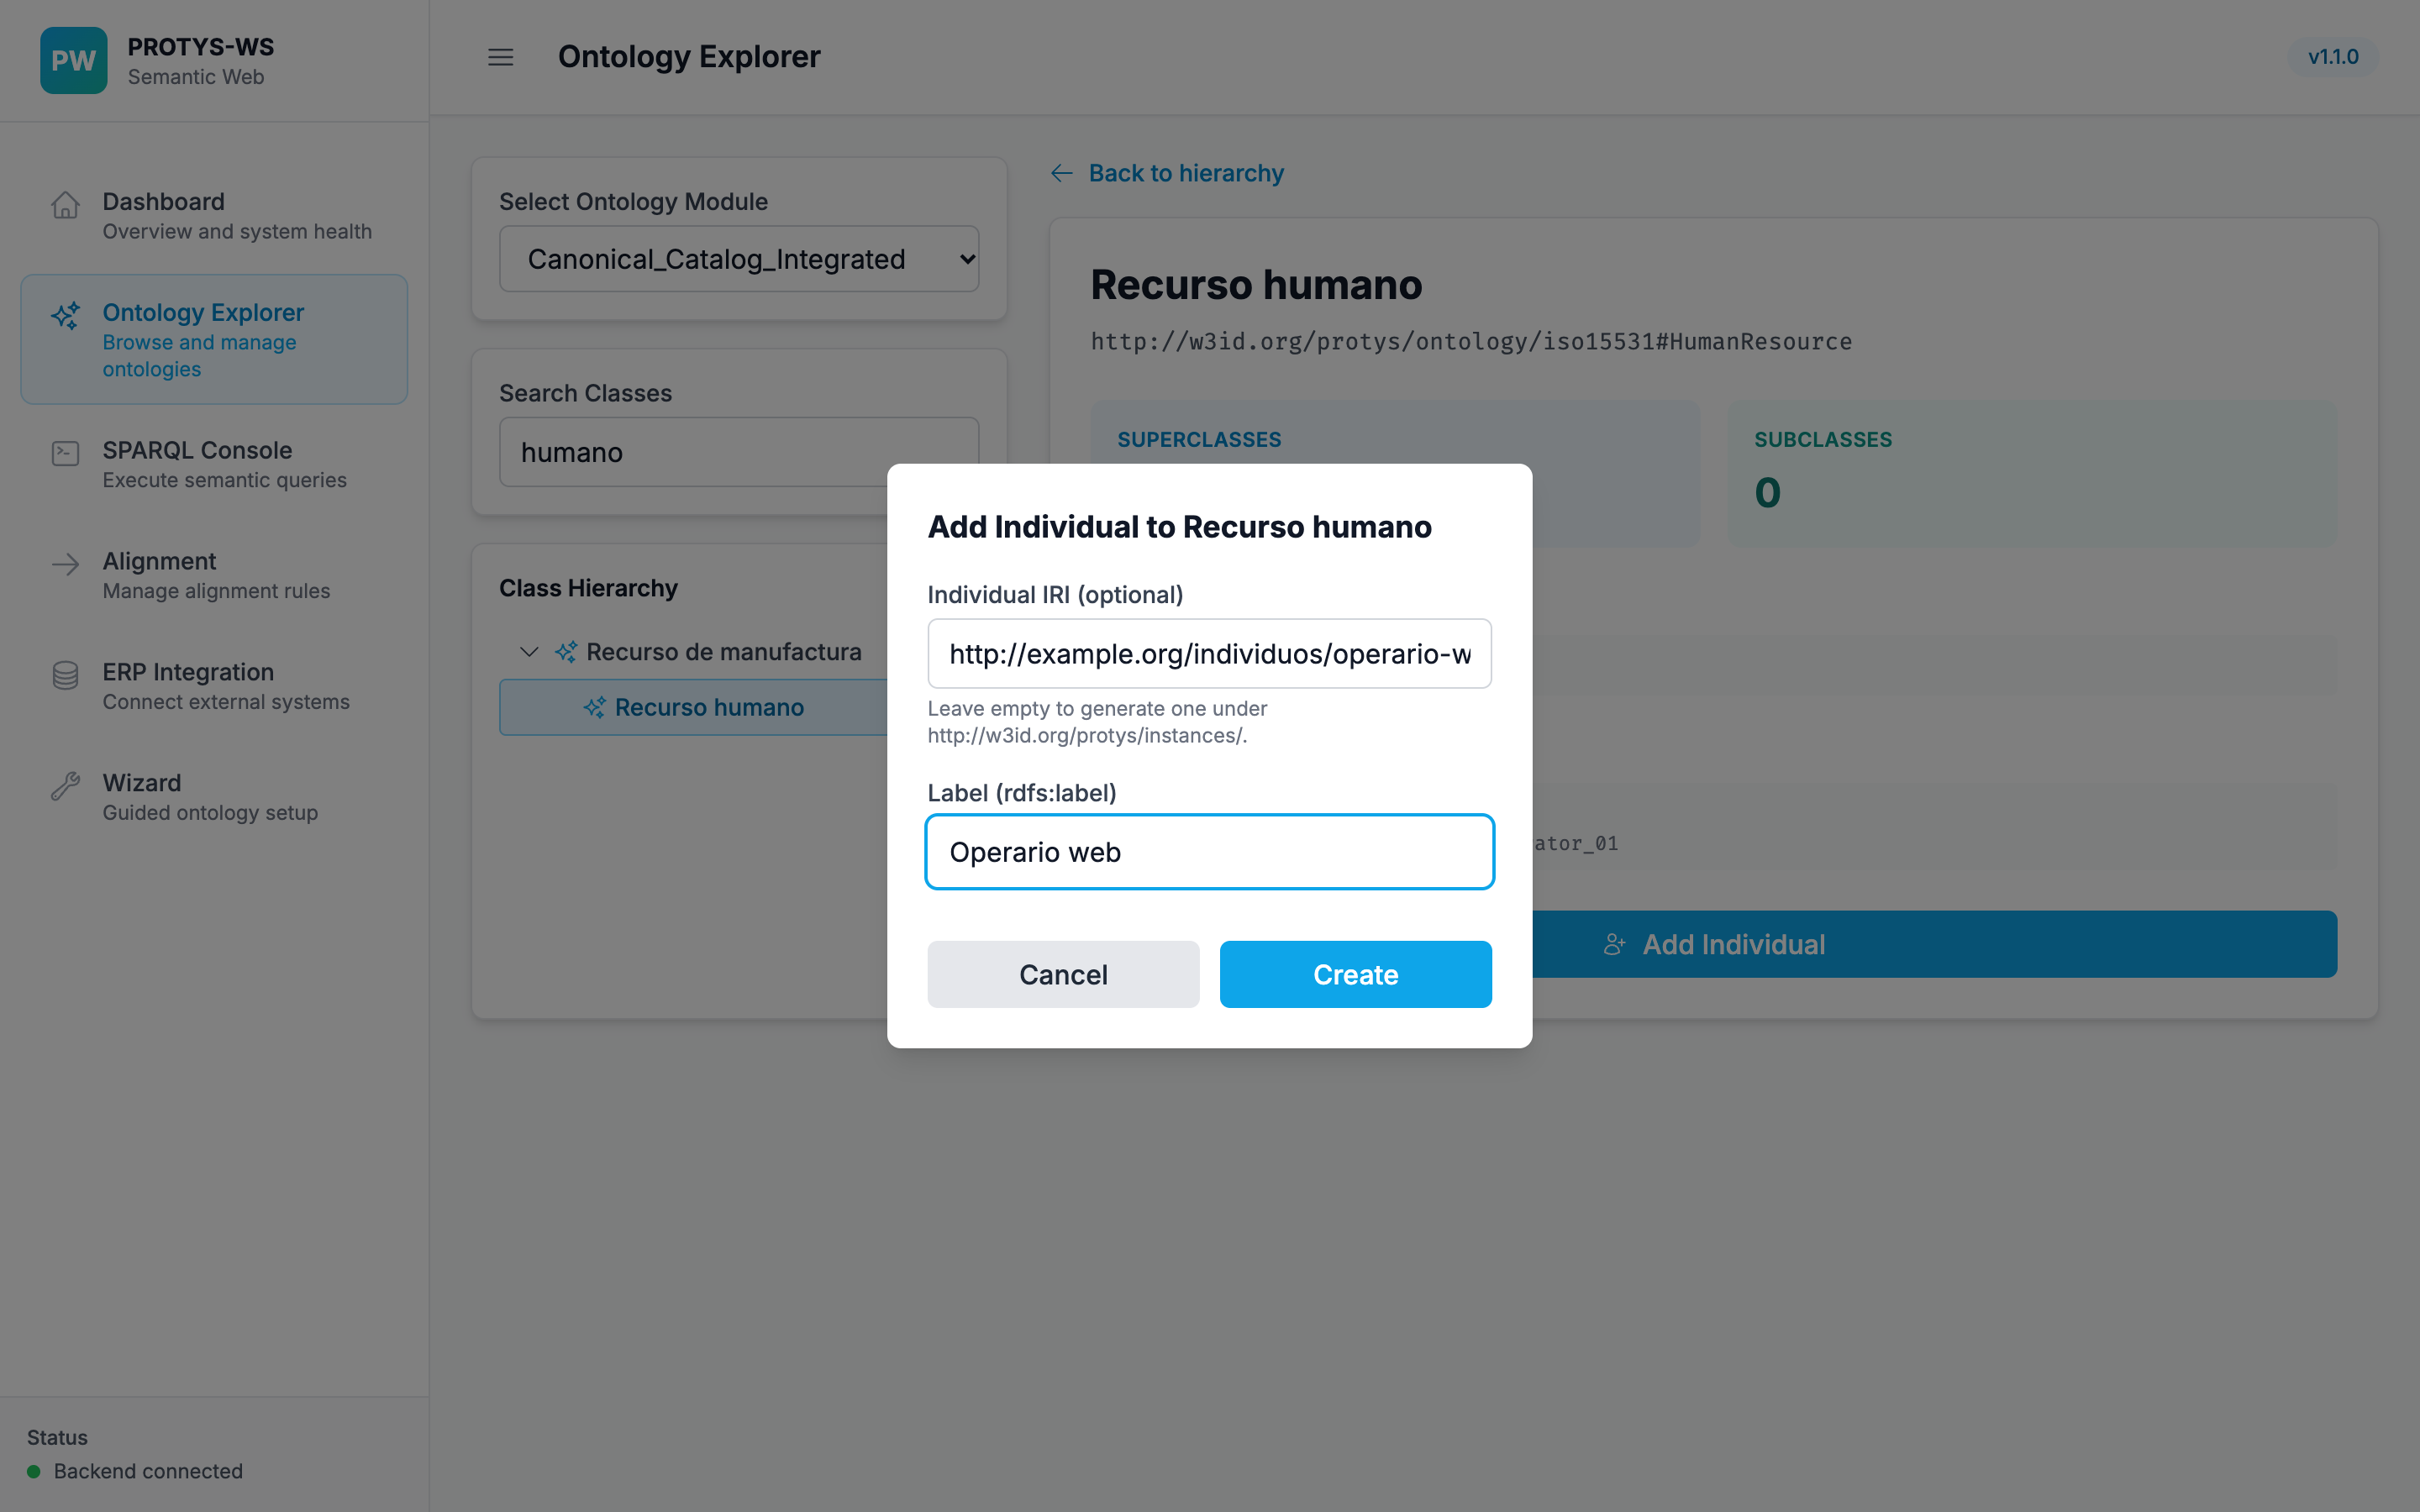 PW
PROTYS-WS
Semantic Web
Dashboard
Overview and system health
Ontology Explorer
Browse and manage
ontologies
SPARQL Console
Execute semantic queries
Alignment
Manage alignment rules
ERP Integration
Connect external systems
Wizard
Guided ontology setup
Status
Backend connected
Ontology Explorer
v1.1.0
Select Ontology Module
Canonical_Catalog_Integrated
Search Classes
humano
Class Hierarchy
Recurso de manufactura
Recurso humano
Back to hierarchy
Recurso humano
http://w3id.org/protys/ontology/iso15531#HumanResource
SUPERCLASSES
SUBCLASSES
0
ator_01
Add Individual
Add Individual to Recurso humano
Individual IRI (optional)
http://example.org/individuos/operario-w
Leave empty to generate one under
http://w3id.org/protys/instances/.
Label (rdfs:label)
Operario web
Cancel
Create